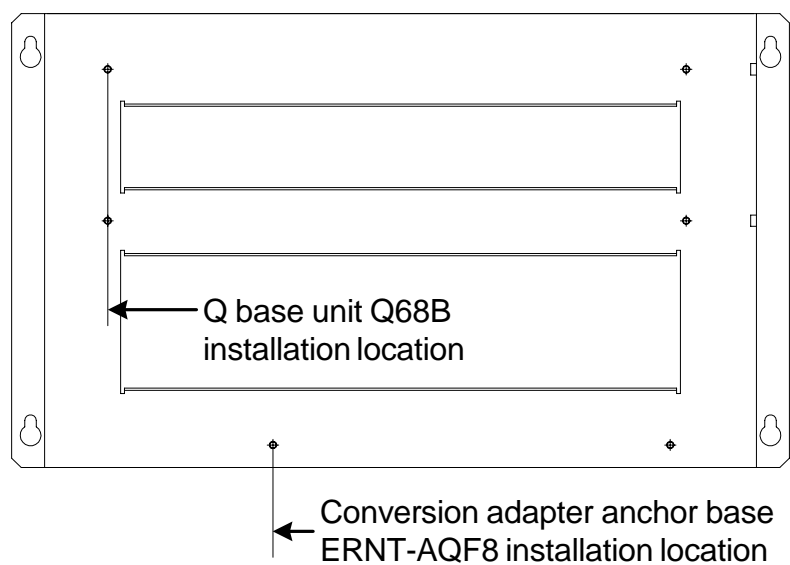 Q base unit Q68B
installation location
Conversion adapter anchor base
ERNT-AQF8 installation location